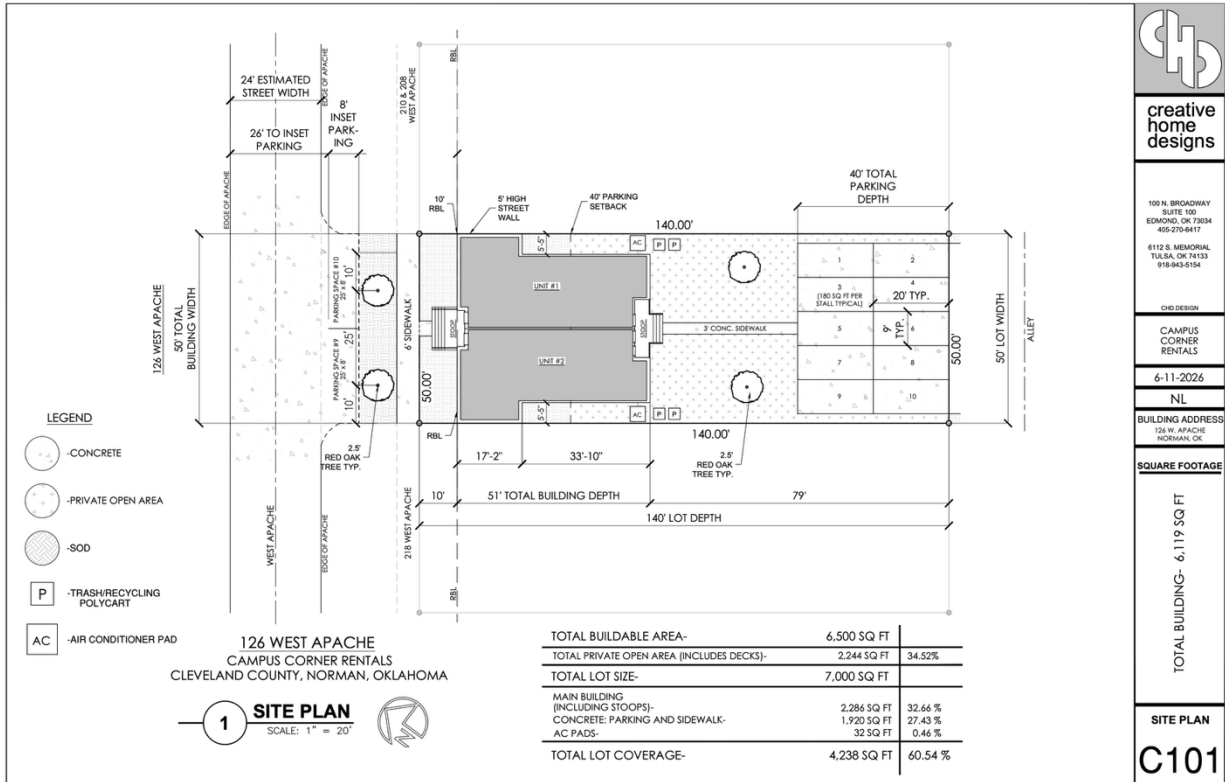 24' ESTIMATED
STREET WIDTH
26' TO INSET
PARKING
8'
INSET
PARK-
ING
EDGE OF APACHE
EDGE OF APACHE
210 & 208
WEST APACHE
RBL
10'
RBL
5' HIGH
STREET
WALL
40' PARKING
SETBACK
140.00'
40' TOTAL
PARKING
DEPTH
126 WEST APACHE
50' TOTAL
BUILDING WIDTH
PARKING SPACE #10
25' x 8'
10'
25'
PARKING SPACE #9
25' x 8'
10'
6' SIDEWALK
50.00'
STOOP
UNIT #1
UNIT #2
5'-5"
5'-5"
STOOP
AC
P
P
AC
P
P
3' CONC. SIDEWALK
1
2
3
(180 SQ FT PER
STALL TYPICAL)
4
20' TYP.
5
9'
TYP.
6
7
8
9
10
50.00'
50' LOT WIDTH
ALLEY
RBL
2.5'
RED OAK
TREE TYP.
140.00'
2.5'
RED OAK
TREE TYP.
17'-2"
33'-10"
10'
51' TOTAL BUILDING DEPTH
79'
140' LOT DEPTH
WEST APACHE
EDGE OF APACHE
218 WEST APACHE
RBL
LEGEND
-CONCRETE
-PRIVATE OPEN AREA
-SOD
P
-TRASH/RECYCLING
POLYCART
AC
-AIR CONDITIONER PAD
126 WEST APACHE
CAMPUS CORNER RENTALS
CLEVELAND COUNTY, NORMAN, OKLAHOMA
1
SITE PLAN
SCALE: 1" = 20'
TOTAL BUILDABLE AREA- 6,500 SQ FT
TOTAL PRIVATE OPEN AREA (INCLUDES DECKS)- 2,244 SQ FT 34.52%
TOTAL LOT SIZE- 7,000 SQ FT
MAIN BUILDING
(INCLUDING STOOPS)- 2,286 SQ FT 32.66 %
CONCRETE: PARKING AND SIDEWALK- 1,920 SQ FT 27.43 %
AC PADS- 32 SQ FT 0.46 %
TOTAL LOT COVERAGE- 4,238 SQ FT 60.54 %
CHD
creative
home
designs
100 N. BROADWAY
SUITE 100
EDMOND, OK 73034
405-270-6417
6112 S. MEMORIAL
TULSA, OK 74133
918-943-5154
CHD DESIGN
CAMPUS
CORNER
RENTALS
6-11-2026
NL
BUILDING ADDRESS
126 W. APACHE
NORMAN, OK
SQUARE FOOTAGE
TOTAL BUILDING- 6,119 SQ FT
SITE PLAN
C101